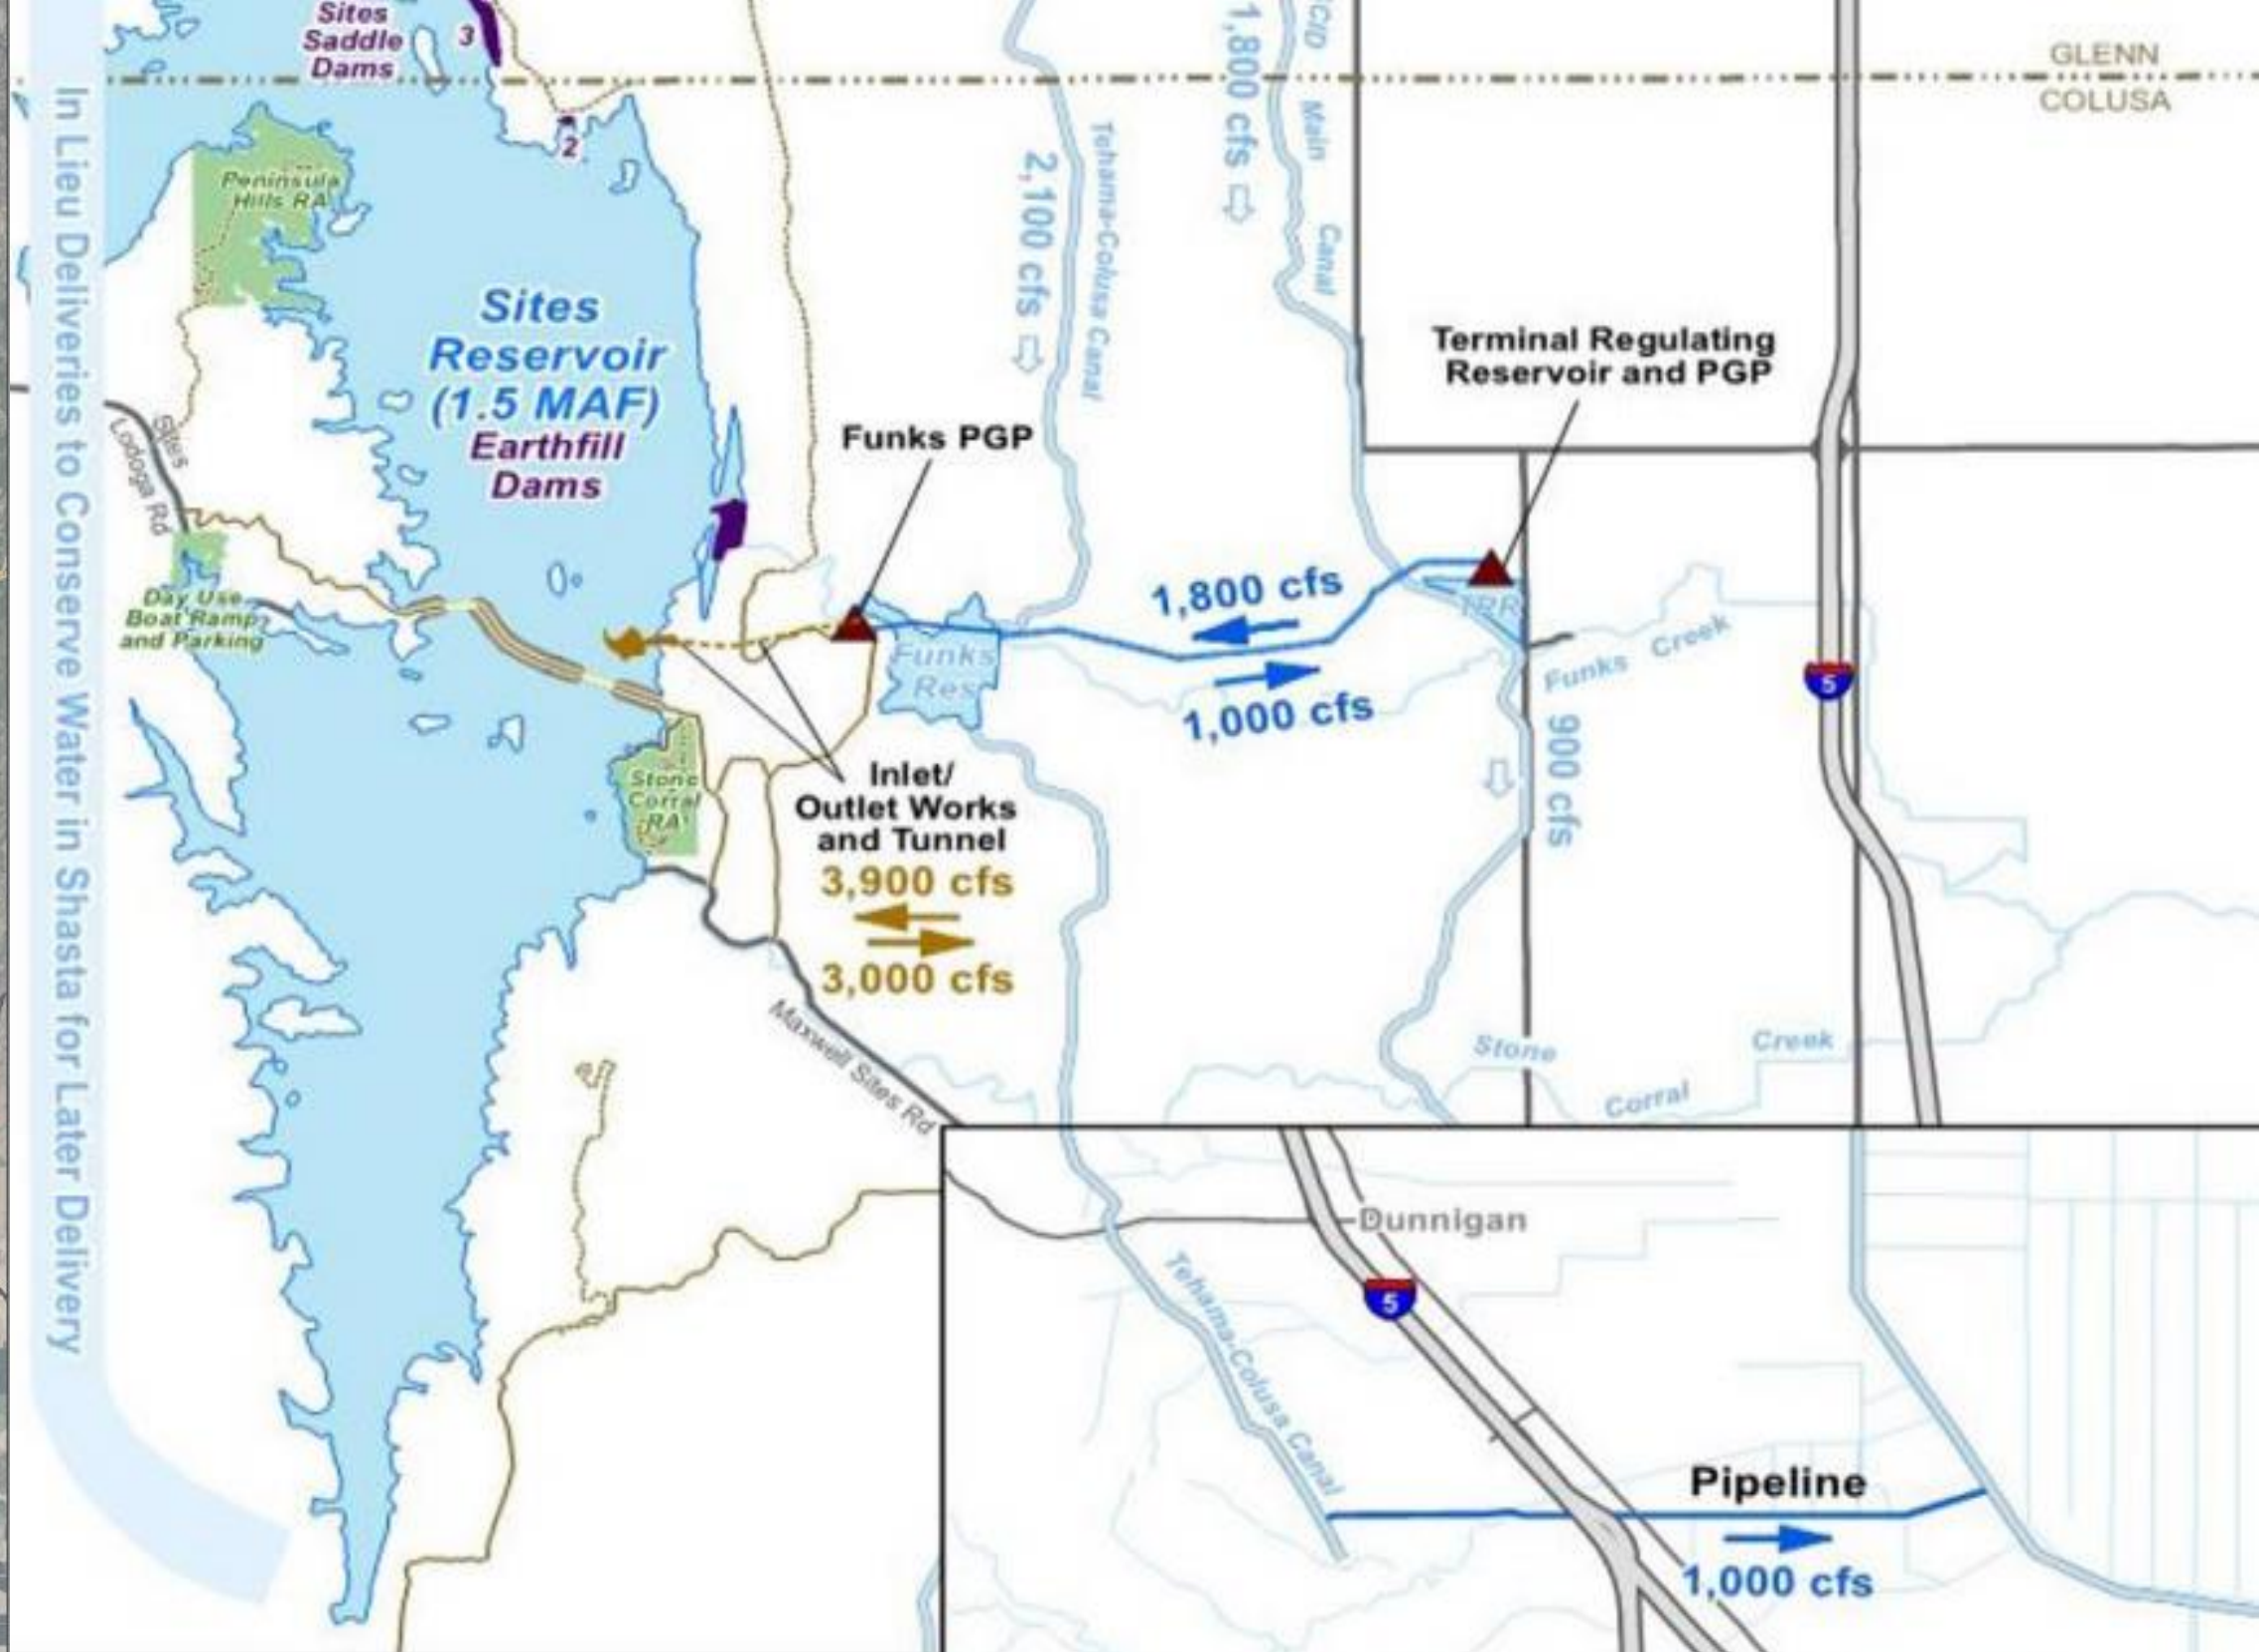 Sites
Saddle
Dams
3
2
GLENN
COLUSA
In Lieu Deliveries to Conserve Water in Shasta for Later Delivery
Peninsula
Hills RA
Sites
Reservoir
(1.5 MAF)
Earthfill
Dams
2,100 cfs
Tehama-Colusa Canal
1,800 cfs
GCID Main Canal
Terminal Regulating
Reservoir and PGP
Funks PGP
Sites
Lodoga Rd
Day Use
Boat Ramp
and Parking
1,800 cfs
1,000 cfs
TRR
Funks
Res
Funks Creek
5
900 cfs
Stone
Corral
RA
Inlet/
Outlet Works
and Tunnel
3,900 cfs
3,000 cfs
Maxwell Sites Rd
Stone
Corral
Creek
Dunnigan
5
Tehama-Colusa Canal
Pipeline
1,000 cfs